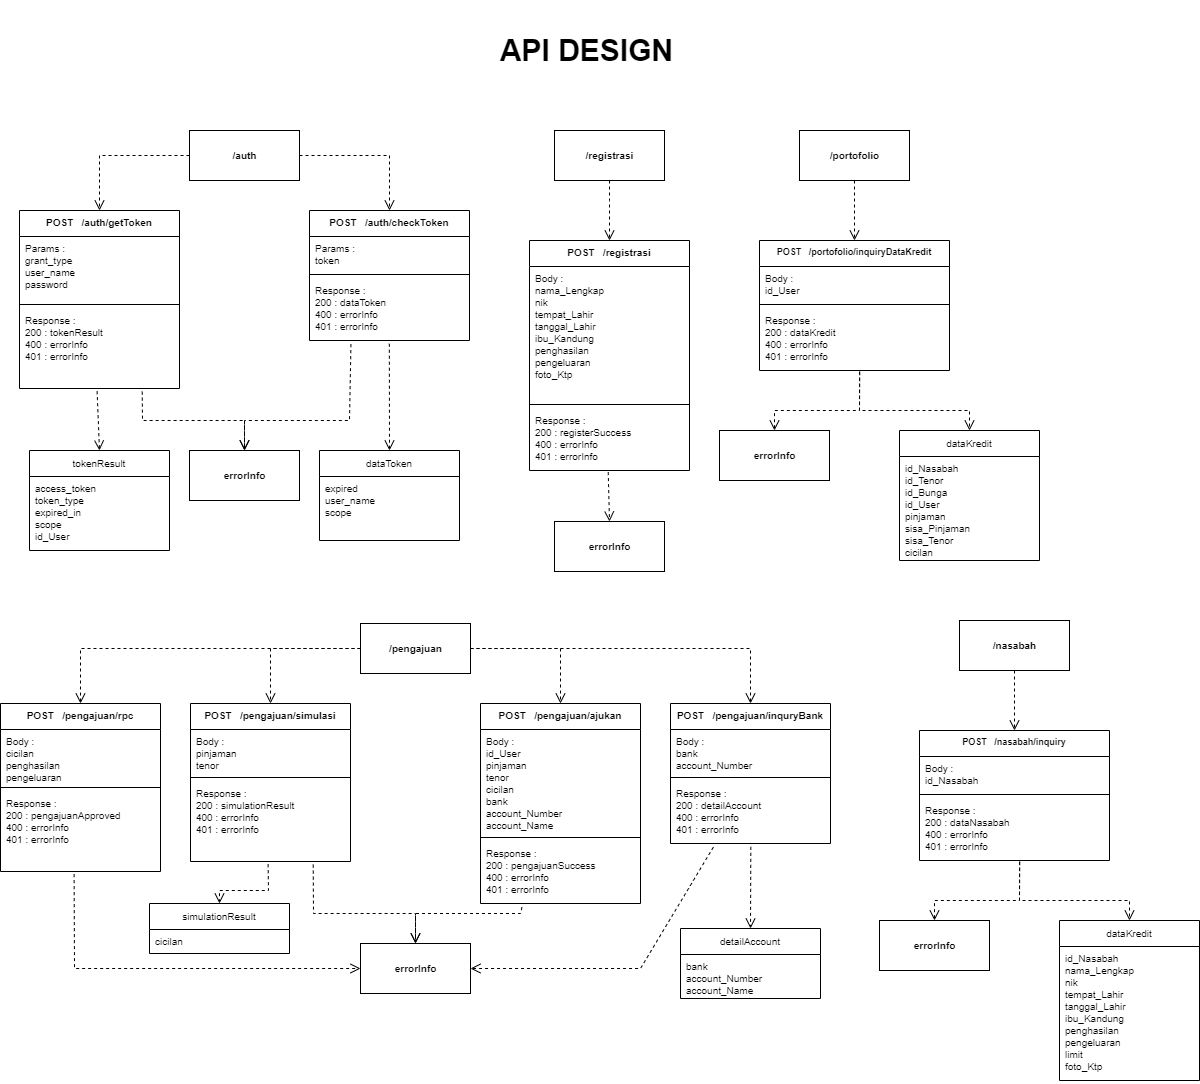 API DESIGN
/auth
POST /auth/getToken
Params :
grant_type
user_name
password
Response :
200 : tokenResult
400 : errorInfo
401 : errorInfo
POST /auth/checkToken
Params :
token
Response :
200 : dataToken
400 : errorInfo
401 : errorInfo
tokenResult
access_token
token_type
expired_in
scope
id_User
errorInfo
dataToken
expired
user_name
scope
/registrasi
POST /registrasi
Body :
nama_Lengkap
nik
tempat_Lahir
tanggal_Lahir
ibu_Kandung
penghasilan
pengeluaran
foto_Ktp
Response :
200 : registerSuccess
400 : errorInfo
401 : errorInfo
errorInfo
/portofolio
POST /portofolio/inquiryDataKredit
Body :
id_User
Response :
200 : dataKredit
400 : errorInfo
401 : errorInfo
errorInfo
dataKredit
id_Nasabah
id_Tenor
id_Bunga
id_User
pinjaman
sisa_Pinjaman
sisa_Tenor
cicilan
/pengajuan
POST /pengajuan/rpc
Body :
cicilan
penghasilan
pengeluaran
Response :
200 : pengajuanApproved
400 : errorInfo
401 : errorInfo
POST /pengajuan/simulasi
Body :
pinjaman
tenor
Response :
200 : simulationResult
400 : errorInfo
401 : errorInfo
POST /pengajuan/ajukan
Body :
id_User
pinjaman
tenor
cicilan
bank
account_Number
account_Name
Response :
200 : pengajuanSuccess
400 : errorInfo
401 : errorInfo
POST /pengajuan/inquryBank
Body :
bank
account_Number
Response :
200 : detailAccount
400 : errorInfo
401 : errorInfo
simulationResult
cicilan
errorInfo
detailAccount
bank
account_Number
account_Name
/nasabah
POST /nasabah/inquiry
Body :
id_Nasabah
Response :
200 : dataNasabah
400 : errorInfo
401 : errorInfo
errorInfo
dataKredit
id_Nasabah
nama_Lengkap
nik
tempat_Lahir
tanggal_Lahir
ibu_Kandung
penghasilan
pengeluaran
limit
foto_Ktp